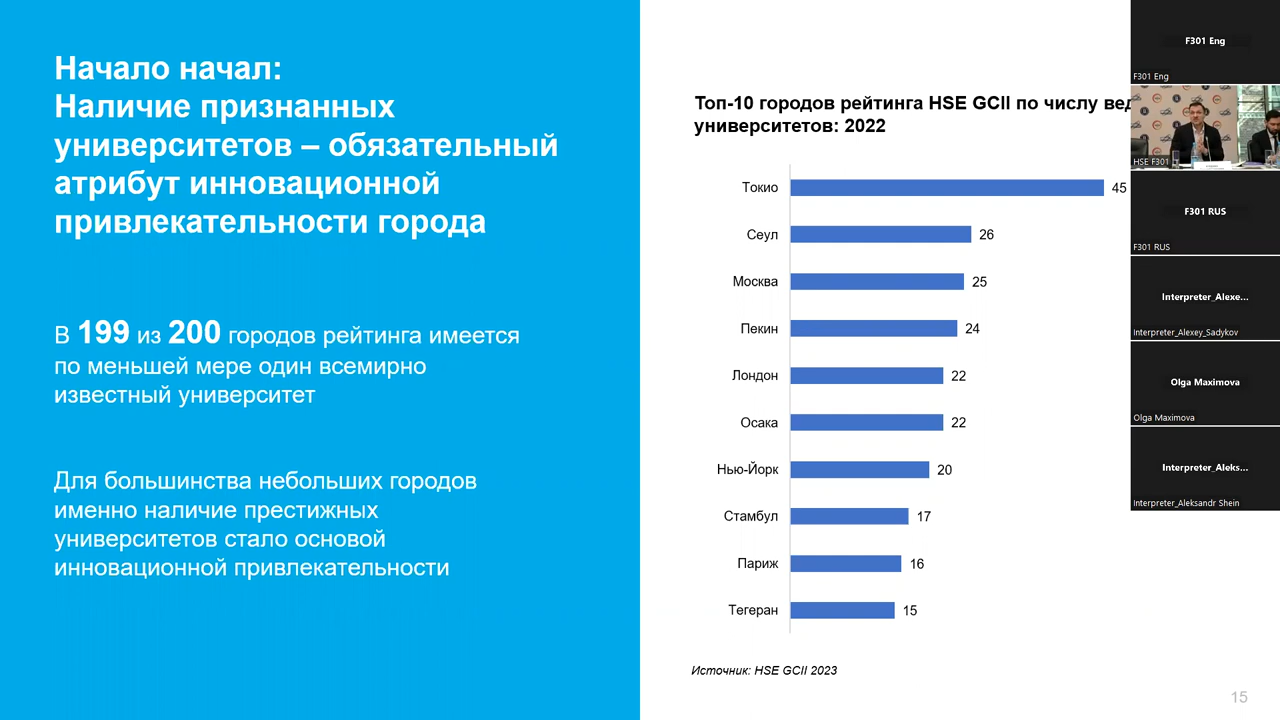 Начало начал:
Наличие признанных
университетов – обязательный
атрибут инновационной
привлекательности города
В 199 из 200 городов рейтинга имеется
по меньшей мере один всемирно
известный университет
Для большинства небольших городов
именно наличие престижных
университетов стало основой
инновационной привлекательности
Топ-10 городов рейтинга HSE GCII по числу вед
университетов: 2022
Токио 45
Сеул 26
Москва 25
Пекин 24
Лондон 22
Осака 22
Нью-Йорк 20
Стамбул 17
Париж 16
Тегеран 15
Источник: HSE GCII 2023
15
F301 Eng
F301 Eng
HSE F301
F301 RUS
F301 RUS
Interpreter_Alexe...
Interpreter_Alexey_Sadykov
Olga Maximova
Olga Maximova
Interpreter_Aleks...
Interpreter_Aleksandr Shein